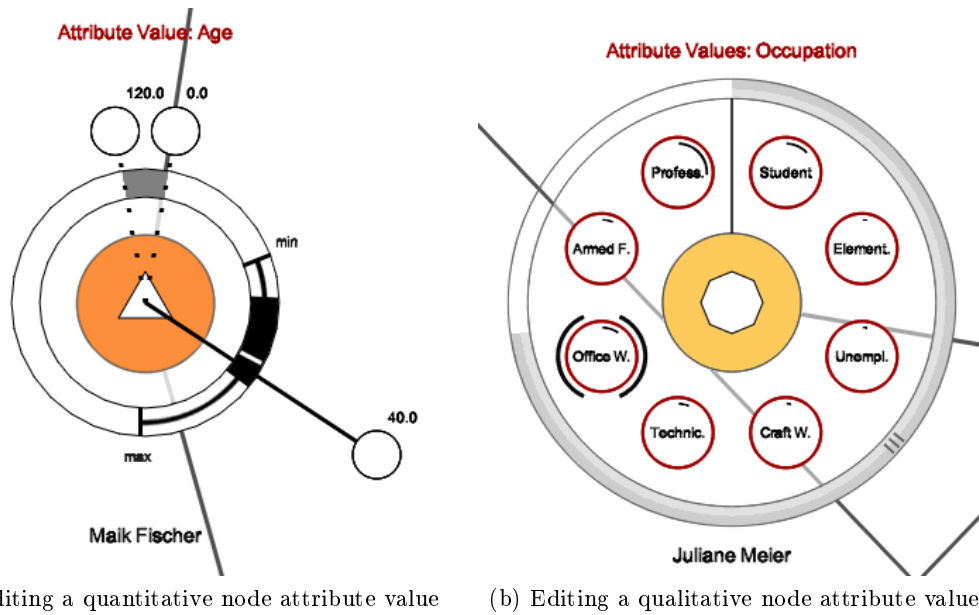 Attribute Value: Age
120.0
0.0
min
40.0
max
Maik Fischer
diting a quantitative node attribute value
Attribute Values: Occupation
Profess.
Student
Armed F.
Element.
Office W.
Unempl.
Technic.
Craft W.
Juliane Meier
(b) Editing a qualitative node attribute value